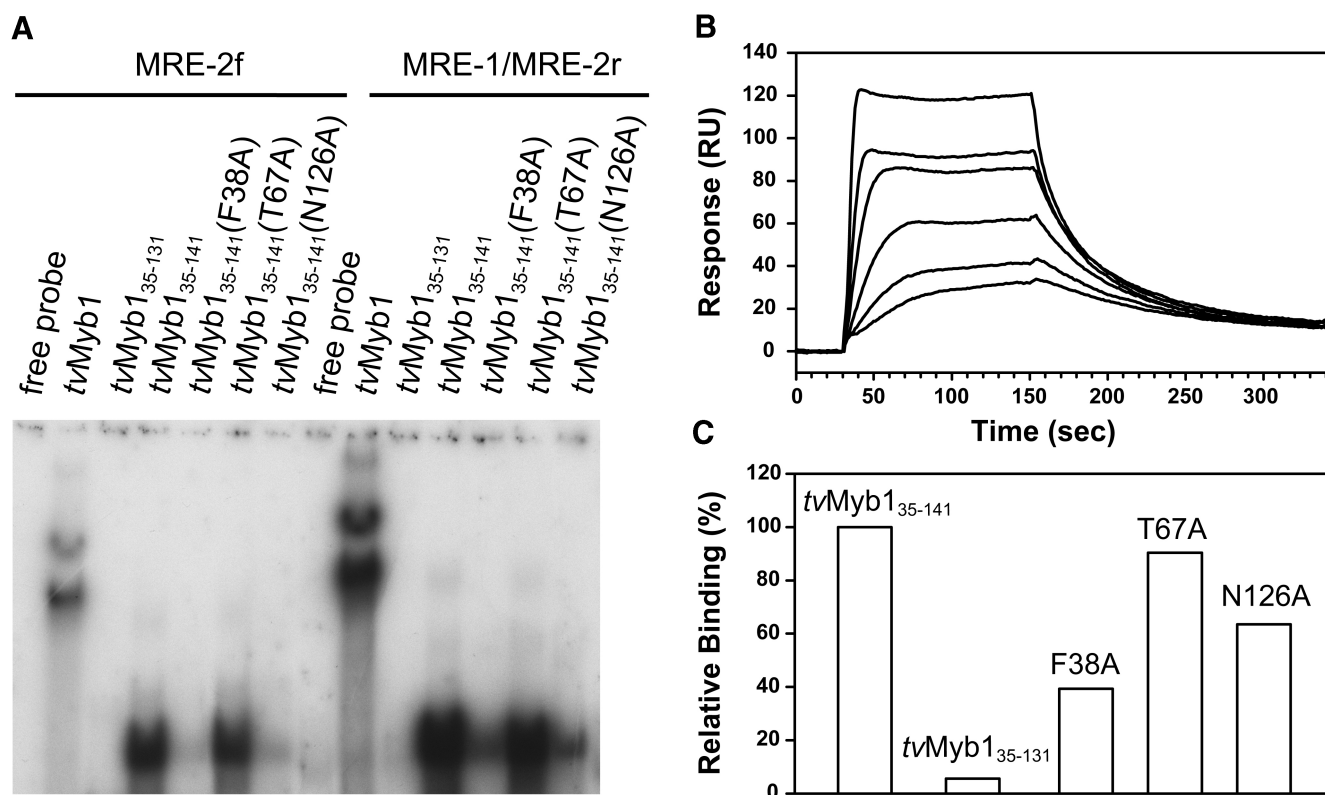 A
MRE-2f
MRE-1/MRE-2r
free probe
tvMyb1
tvMyb135-131
tvMyb135-141
tvMyb135-141(F38A)
tvMyb135-141(T67A)
tvMyb135-141(N126A)
free probe
tvMyb1
tvMyb135-131
tvMyb135-141
tvMyb135-141(F38A)
tvMyb135-141(T67A)
tvMyb135-141(N126A)
B
140
120
100
80
60
40
20
0
Response (RU)
0 50 100 150 200 250 300
Time (sec)
C
120
100
80
60
40
20
0
Relative Binding (%)
tvMyb135-141
tvMyb135-131
F38A
T67A
N126A